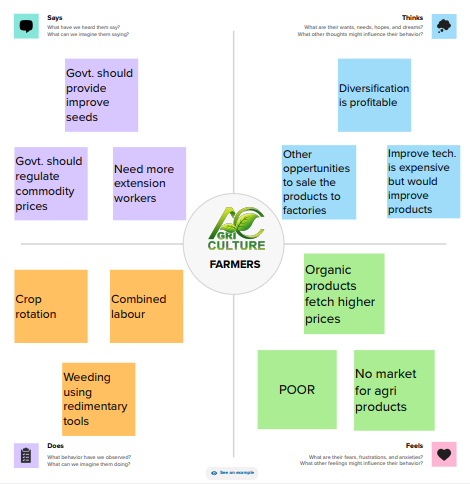 Says
What have we heard them say?
What can we imagine them saying?
Thinks
What are their wants, needs, hopes, and dreams?
What other thoughts might influence their behavior?
Govt. should
provide
improve
seeds
Govt. should
regulate
commodity
prices
Need more
extension
workers
Diversification
is profitable
Other
oppertunities
to sale the
products to
factories
Improve tech.
is expensive
but would
improve
products
AC
AGRI
CULTURE
FARMERS
Crop
rotation
Combined
labour
Weeding
using
redimentary
tools
Organic
products
fetch higher
prices
POOR
No market
for agri
products
Does
What behavior have we observed?
What can we imagine them doing?
See an example
Feels
What are their fears, frustrations, and anxieties?
What other feelings might influence their behavior?